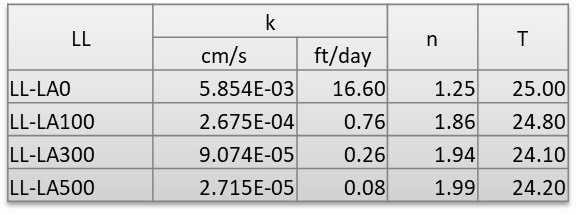 LL k n T
cm/s ft/day
LL-LA0 5.854E-03 16.60 1.25 25.00
LL-LA100 2.675E-04 0.76 1.86 24.80
LL-LA300 9.074E-05 0.26 1.94 24.10
LL-LA500 2.715E-05 0.08 1.99 24.20